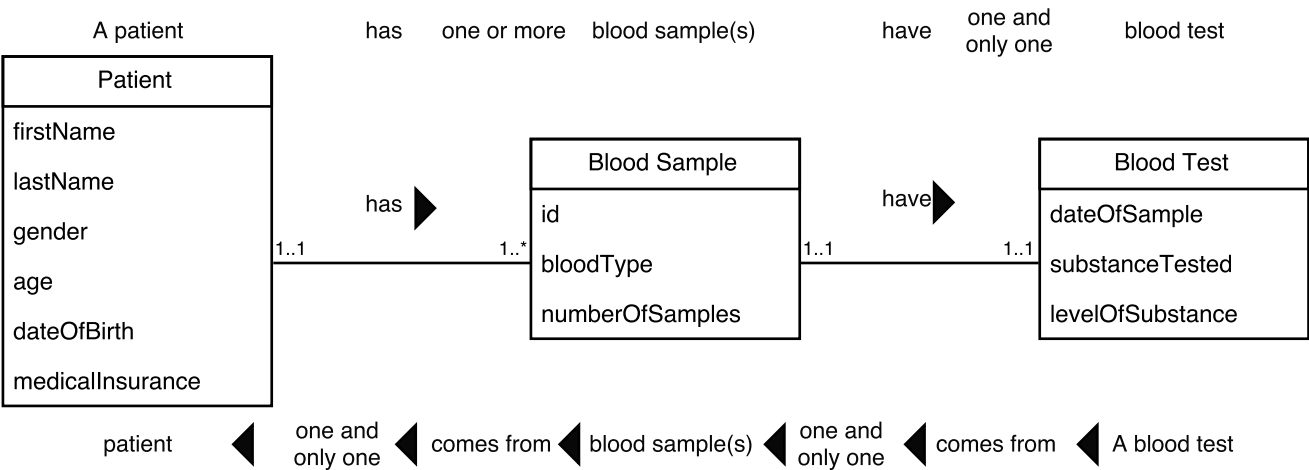 A patient has one or more blood sample(s) have one and
only one blood test
Patient
firstName
lastName
gender
age
dateOfBirth
medicalInsurance
has
1..1
1..*
Blood Sample
id
bloodType
numberOfSamples
have
1..1
1..1
Blood Test
dateOfSample
substanceTested
levelOfSubstance
patient
one and
only one
comes from
blood sample(s)
one and
only one
comes from
A blood test